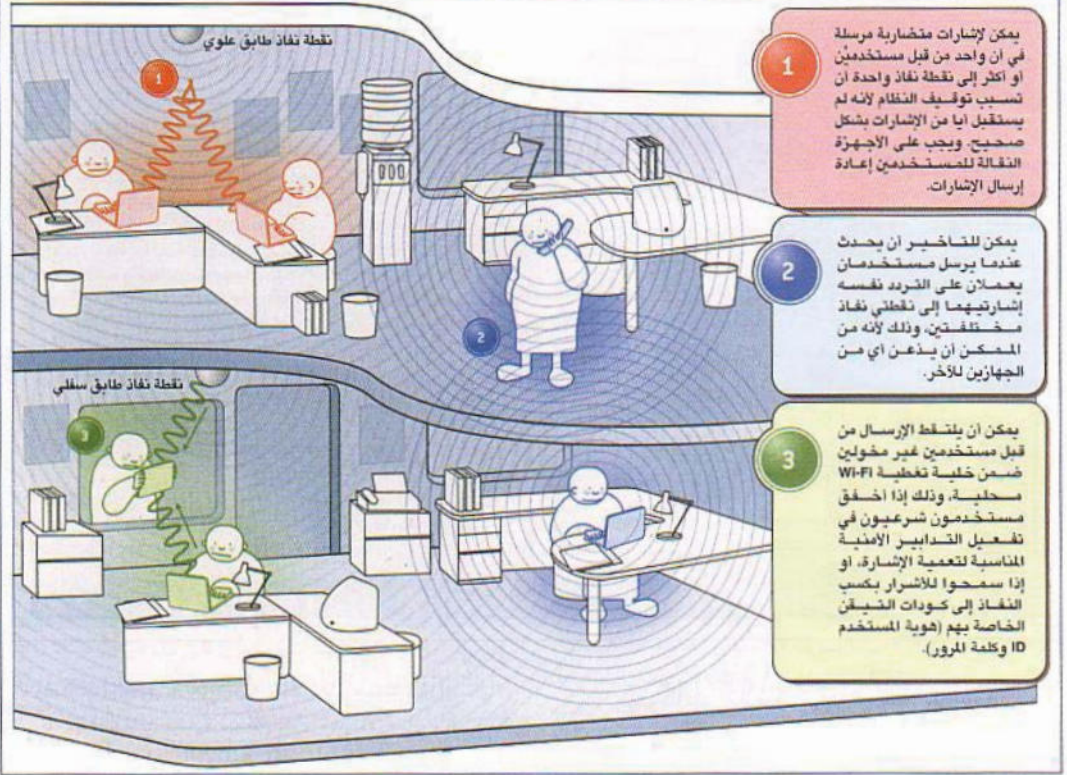 نقطة نفاذ طابق علوي
1
2
نقطة نفاذ طابق سفلي
3
1
يمكن لإشارات متضاربة مرسلة
في آن واحد من قبل مستخدمَيْن
أو أكثر إلى نقطة نفاذ واحدة أن
تسبب توقيف النظام لأنه لم
يستقبل أياً من الإشارات بشكل
صحيح. ويجب على الأجهزة
النقالة للمستخدمين إعادة
إرسال الإشارات.
2
يمكن للتأخير أن يحدث
عندما يرسل مستخدمان
يعملان على التردد نفسه
إشارتيهما إلى نقطتي نفاذ
مختلفتين، وذلك لأنه من
الممكن أن يذعن أي من
الجهازين للآخر.
3
يمكن أن يلتقط الإرسال من
قبل مستخدمين غير مخولين
ضمن خلية تغطية Wi-Fi
محلية، وذلك إذا أخفق
مستخدمون شرعيون في
تفعيل التدابير الأمنية
المناسبة لتعمية الإشارة، أو
إذا سمحوا للأشرار بكسب
النفاذ إلى كودات التيقن
الخاصة بهم (هوية المستخدم
ID وكلمة المرور).